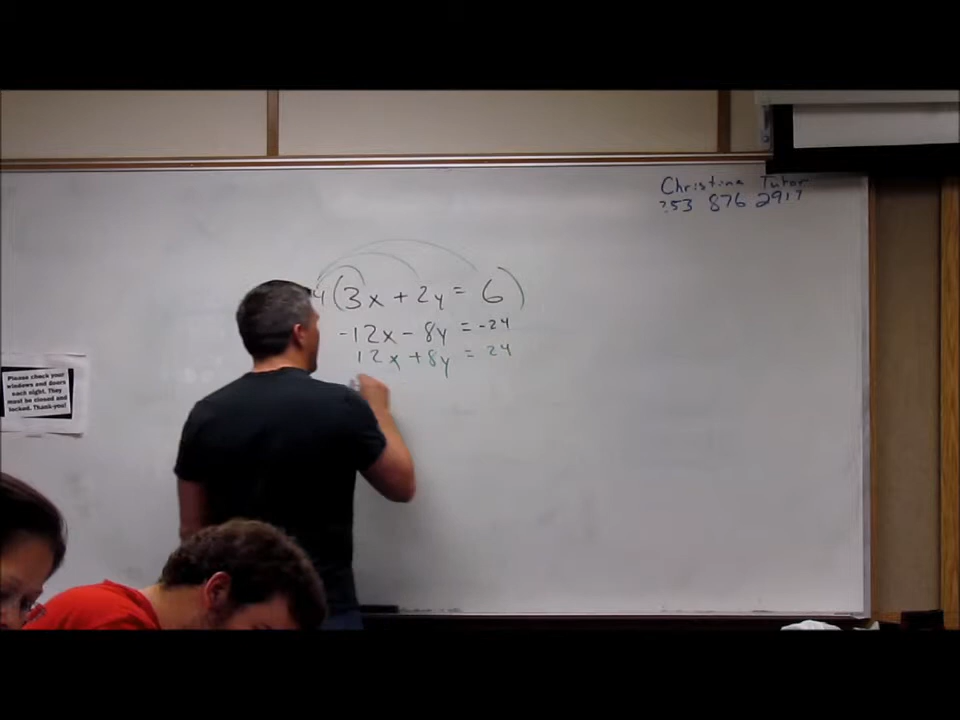 Christina Tutor
253 876 2917
4(3x + 2y = 6)
-12x - 8y = -24
12x + 8y = 24
Please check your
windows and doors
each night. They
must be closed and
locked. Thank-you!